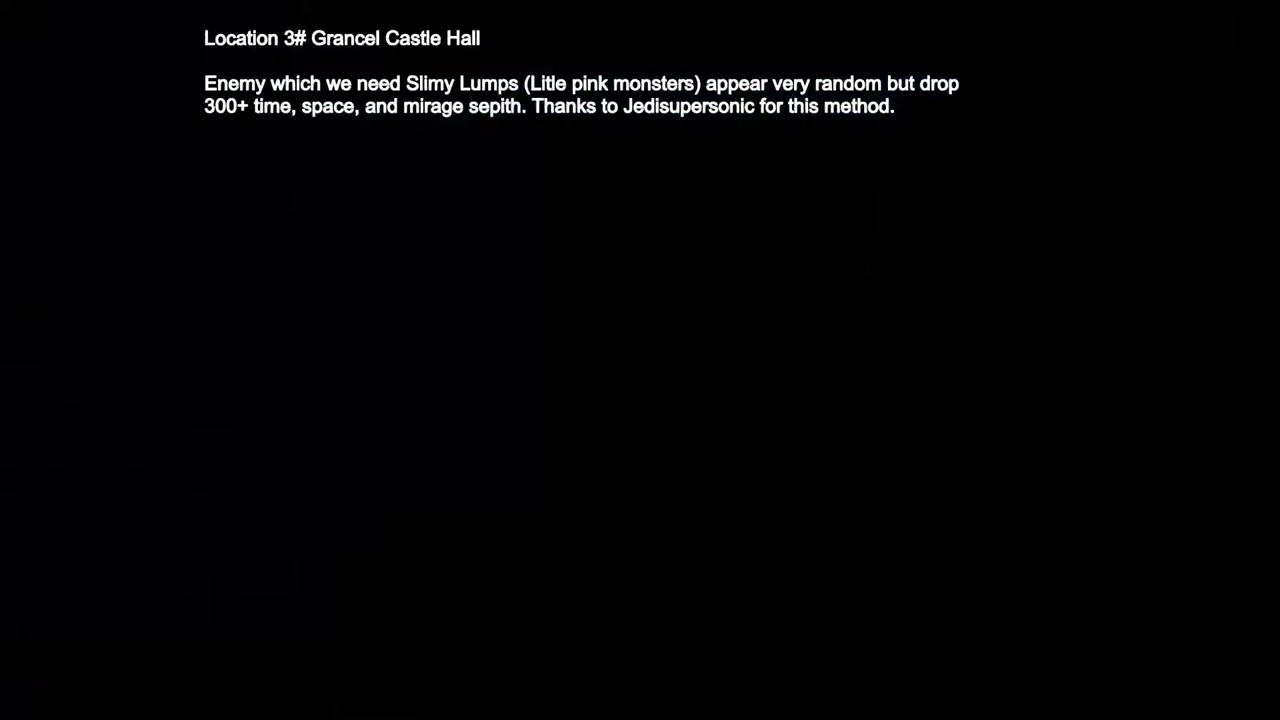 Location 3# Grancel Castle Hall
Enemy which we need Slimy Lumps (Litle pink monsters) appear very random but drop
300+ time, space, and mirage sepith. Thanks to Jedisupersonic for this method.